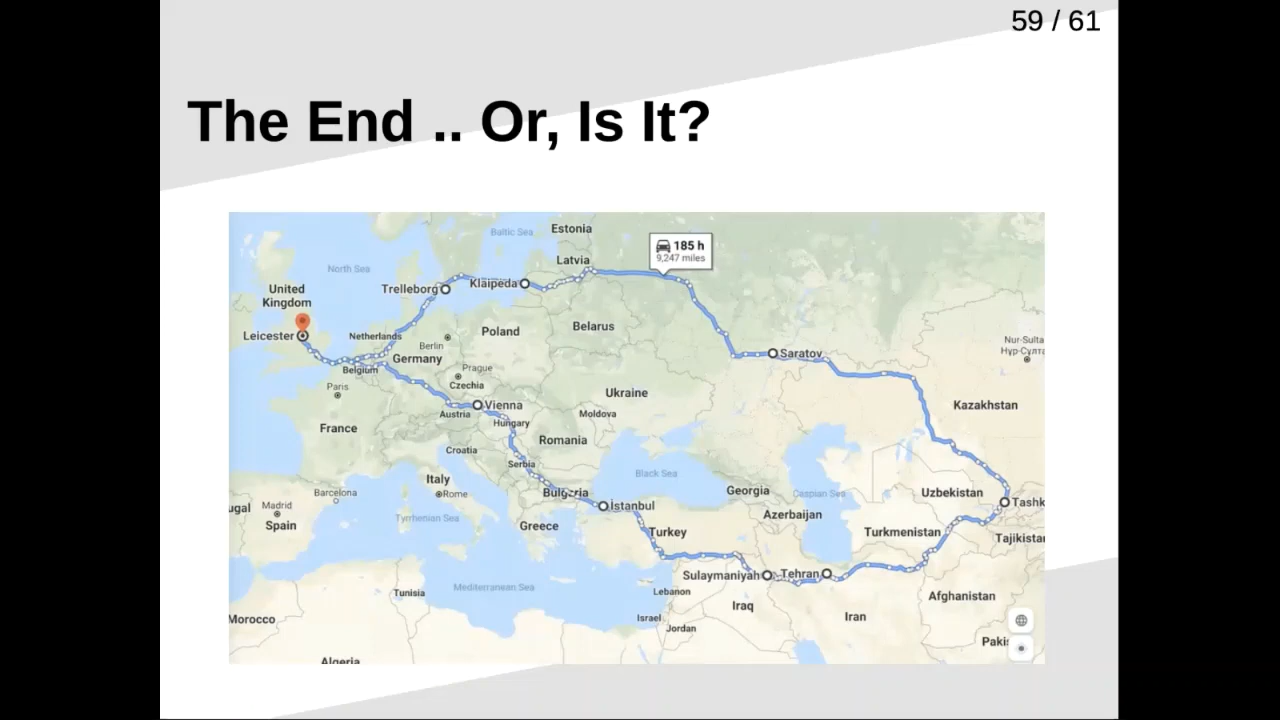 59 / 61
The End .. Or, Is It?
Estonia
Baltic Sea
185 h
9,247 miles
Latvia
North Sea
Klaipeda
Trelleborg
United
Kingdom
Leicester
Netherlands
Belarus
Poland
Berlin
Nur-Sulta
Нұр-Сұлта
Germany
Saratov
Belgium
Prague
Czechia
Paris
Ukraine
Kazakhstan
Vienna
Austria
Moldova
Hungary
France
Romania
Croatia
Serbia
Italy
Black Sea
Barcelona
Rome
Bulgaria
Georgia
Caspian Sea
Uzbekistan
Madrid
ugal
Spain
İstanbul
Tashk
Tyrrhenian Sea
Greece
Azerbaijan
Turkey
Turkmenistan
Tajikistan
Sulaymaniyah
Tehran
Mediterranean Sea
Tunisia
Lebanon
Afghanistan
Iraq
Israel
Iran
Morocco
Jordan
Pakis
Algeria